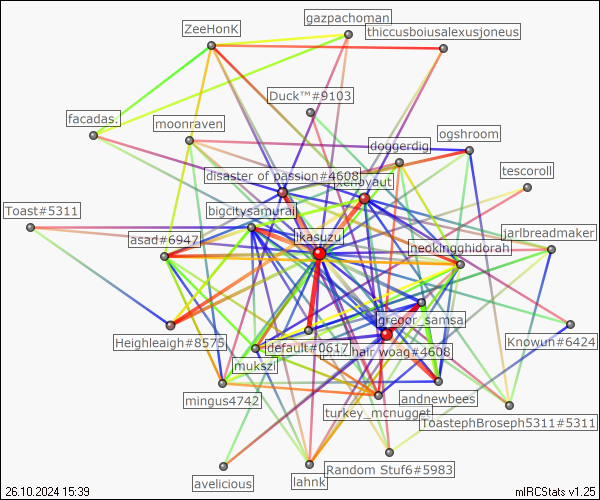 gazpachoman
ZeeHonK
thiccusboiusalexusjoneus
Duck™#9103
facadas.
moonraven
ogshroom
doggerdig
disaster of passion#4608
tescoroll
xenbyaut
Toast#5311
bigcitysamurai
jarlbreadmaker
asad#6947
ikasuzu
neokingghidorah
gregor_samsa
Heighleaigh#8575
default#0617
hair woag#4608
Knowun#6424
mukszi
mingus4742
andnewbees
turkey_mcnugget
ToastephBroseph5311#5311
Random Stuf6#5983
avelicious
lahnk
26.10.2024 15:39
mIRCStats v1.25